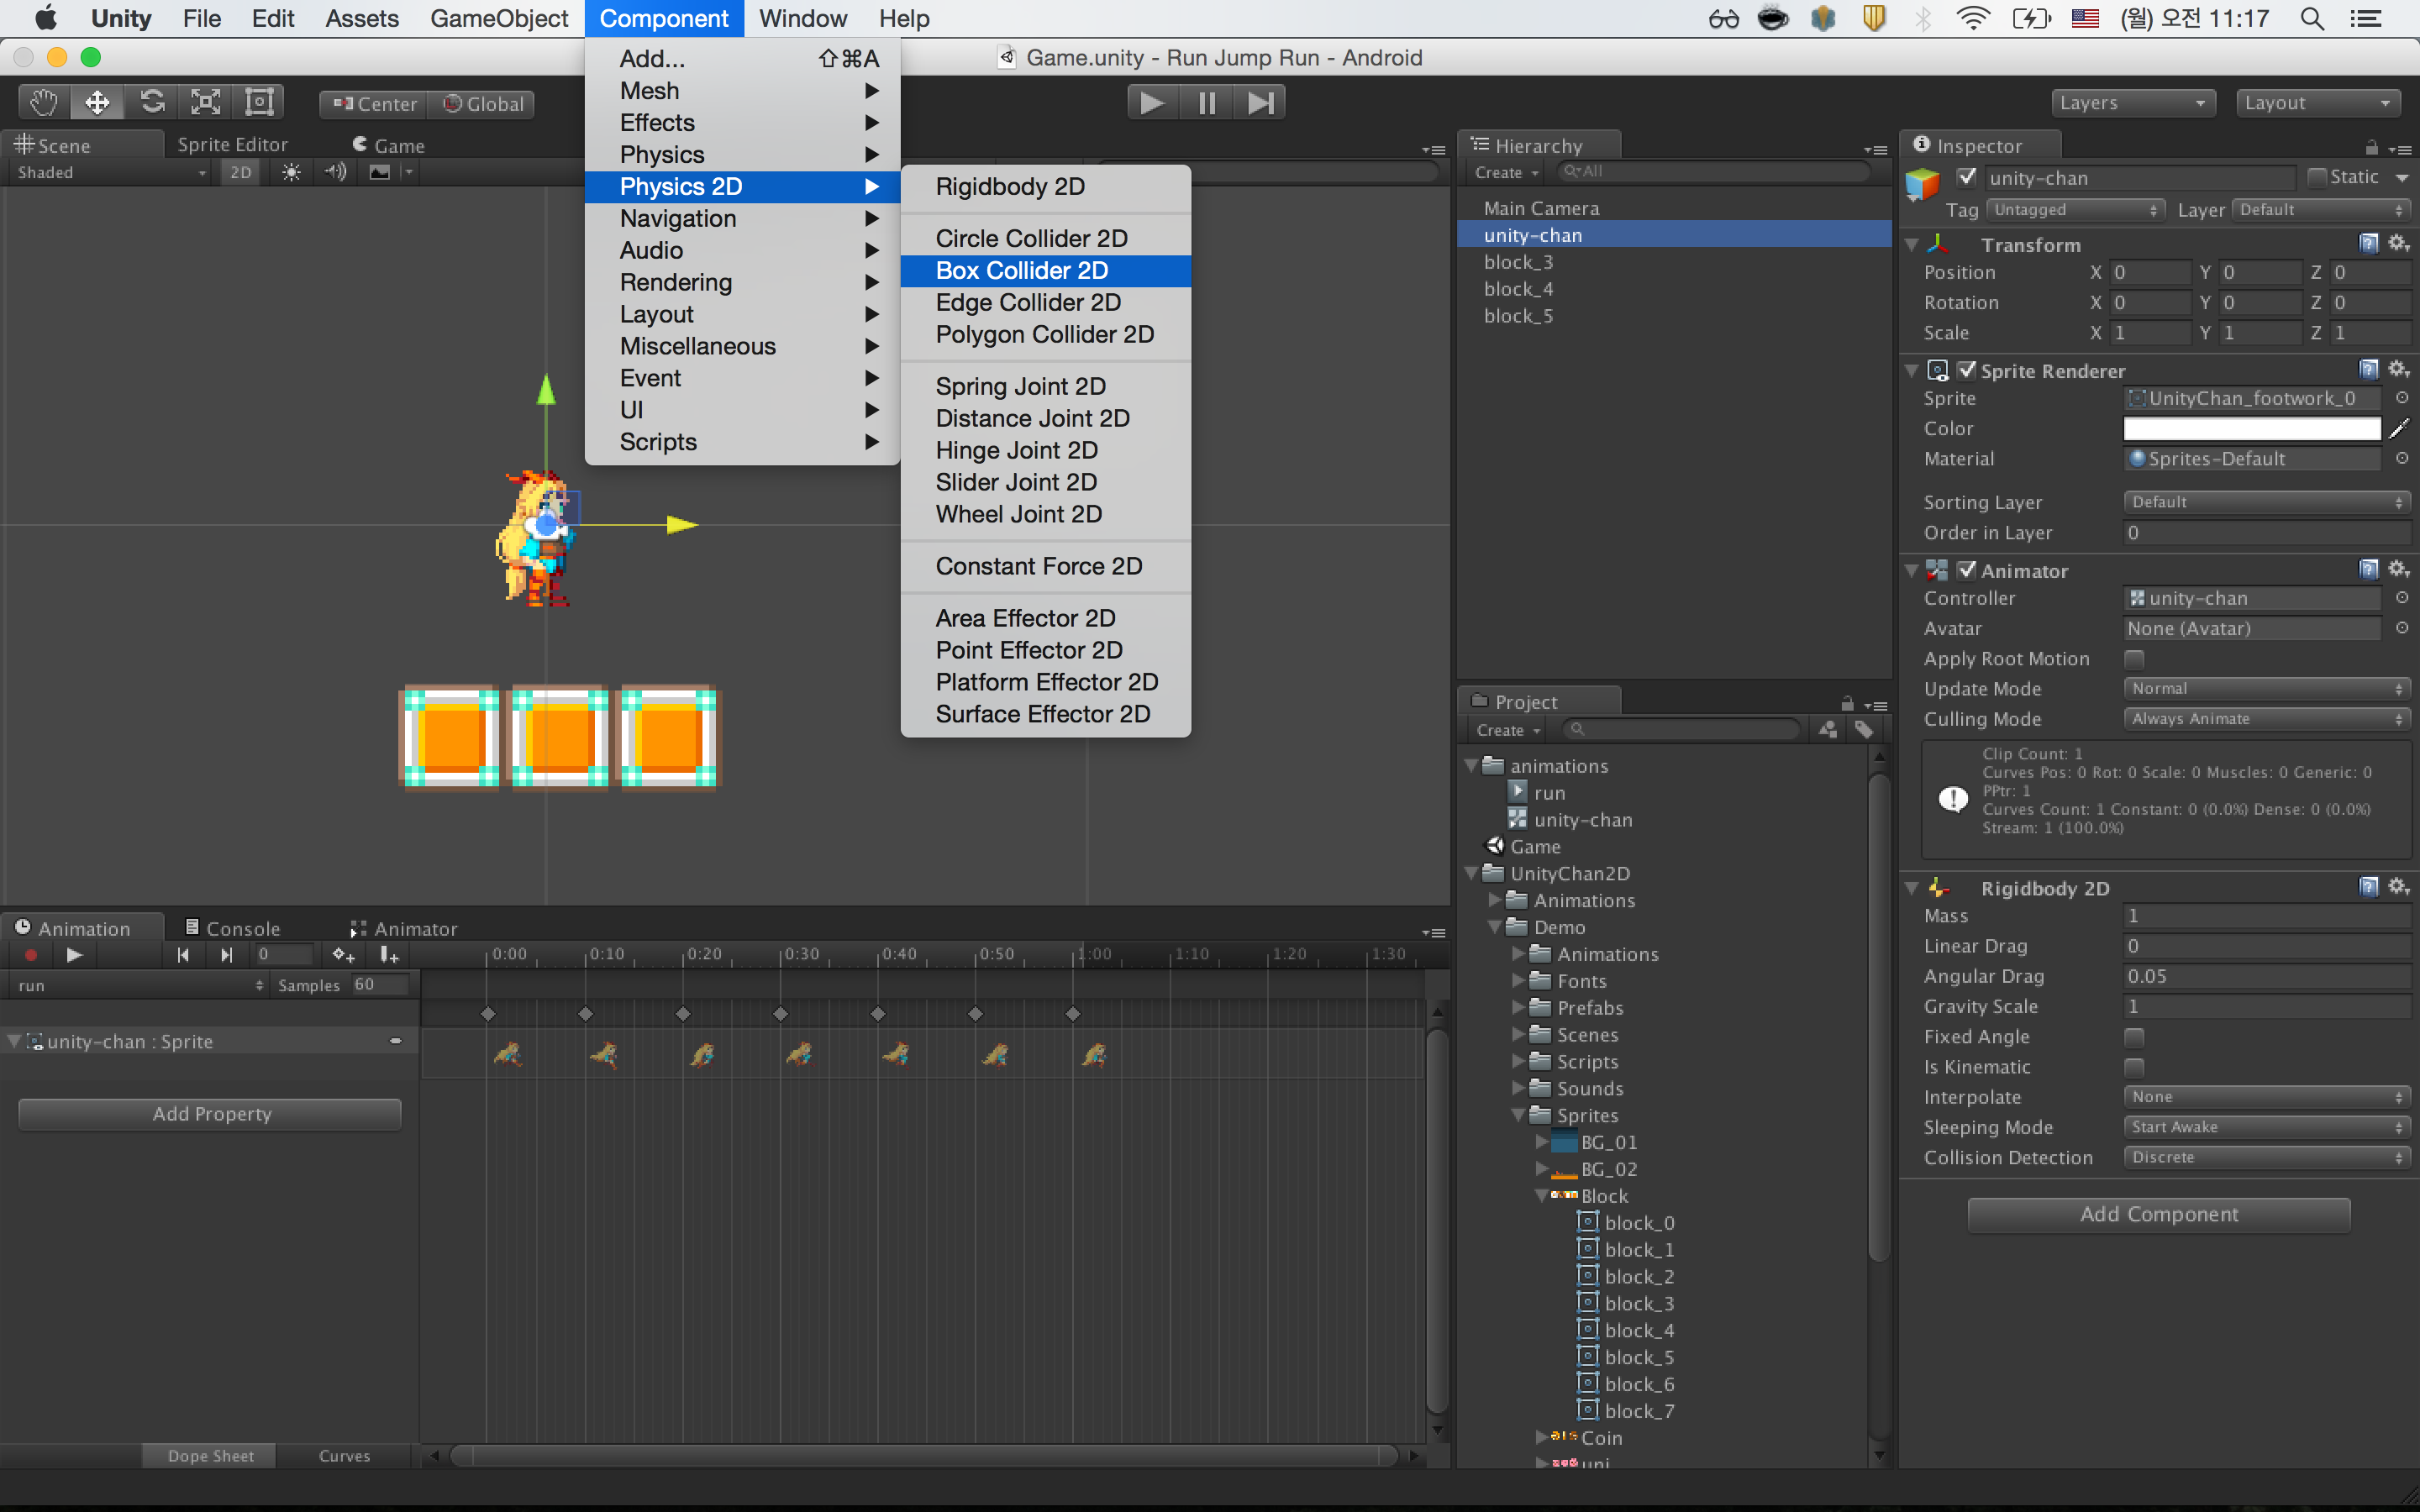 Unity File Edit Assets GameObject Component Window Help (월) 오전 11:17
Game.unity - Run Jump Run - Android
Center Global
Layers Layout
Scene Sprite Editor Game
Shaded 2D
Add... ⇧⌘A
Mesh
Effects
Physics
Physics 2D
Navigation
Audio
Rendering
Layout
Miscellaneous
Event
UI
Scripts
Rigidbody 2D
Circle Collider 2D
Box Collider 2D
Edge Collider 2D
Polygon Collider 2D
Spring Joint 2D
Distance Joint 2D
Hinge Joint 2D
Slider Joint 2D
Wheel Joint 2D
Constant Force 2D
Area Effector 2D
Point Effector 2D
Platform Effector 2D
Surface Effector 2D
Hierarchy
Create All
Main Camera
unity-chan
block_3
block_4
block_5
Project
Create
animations
run
unity-chan
Game
UnityChan2D
Animations
Demo
Animations
Fonts
Prefabs
Scenes
Scripts
Sounds
Sprites
BG_01
BG_02
Block
block_0
block_1
block_2
block_3
block_4
block_5
block_6
block_7
Coin
uni
Inspector
unity-chan Static
Tag Untagged Layer Default
Transform
Position X 0 Y 0 Z 0
Rotation X 0 Y 0 Z 0
Scale X 1 Y 1 Z 1
Sprite Renderer
Sprite UnityChan_footwork_0
Color
Material Sprites-Default
Sorting Layer Default
Order in Layer 0
Animator
Controller unity-chan
Avatar None (Avatar)
Apply Root Motion
Update Mode Normal
Culling Mode Always Animate
Clip Count: 1
Curves Pos: 0 Rot: 0 Scale: 0 Muscles: 0 Generic: 0
PPtr: 1
Curves Count: 1 Constant: 0 (0.0%) Dense: 0 (0.0%)
Stream: 1 (100.0%)
Rigidbody 2D
Mass 1
Linear Drag 0
Angular Drag 0.05
Gravity Scale 1
Fixed Angle
Is Kinematic
Interpolate None
Sleeping Mode Start Awake
Collision Detection Discrete
Add Component
Animation Console Animator
0 0:00 0:10 0:20 0:30 0:40 0:50 1:00 1:10 1:20 1:30
run Samples 60
unity-chan : Sprite
Add Property
Dope Sheet Curves